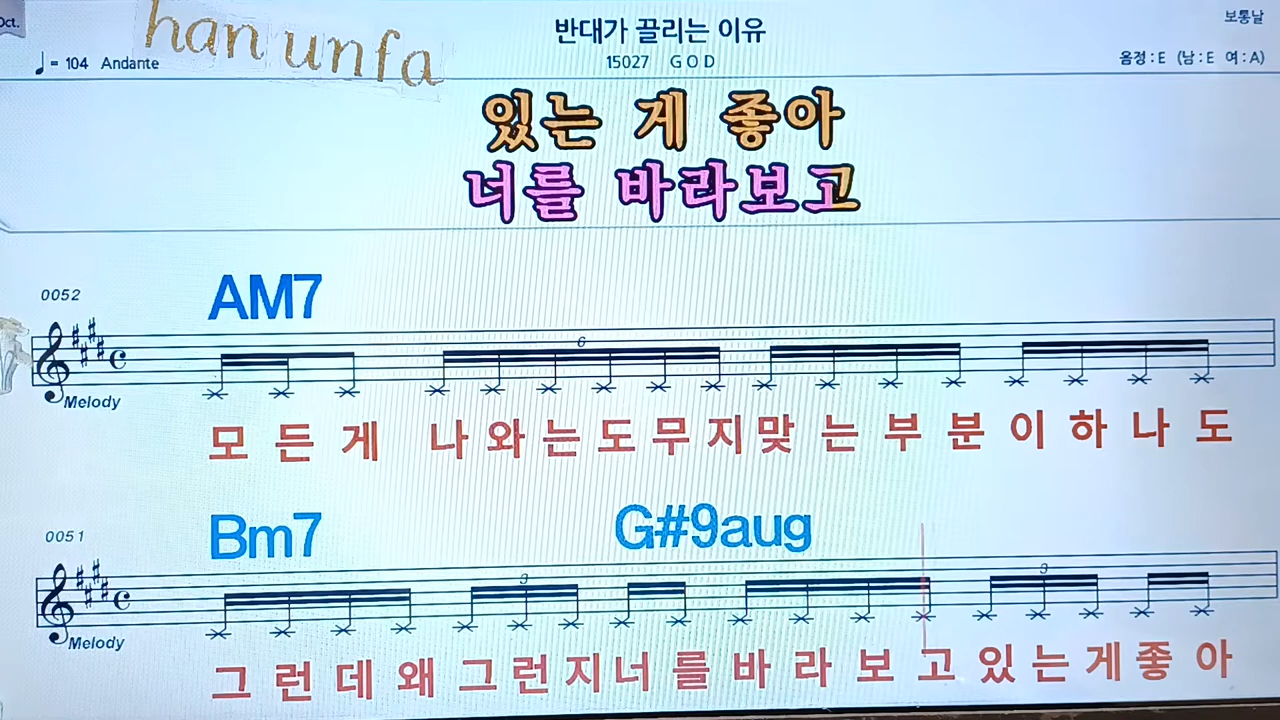 Oct.
han unfa
♩= 104 Andante
반대가 끌리는 이유
15027 G O D
보통날
음정:E (남:E 여:A)
있는 게 좋아
너를 바라보고
0052
AM7
6
Melody
모든게 나와는도무지맞는부분이하나도
0051
Bm7 G#9aug
3 3
Melody
그런데왜그런지너를바라보고있는게좋아